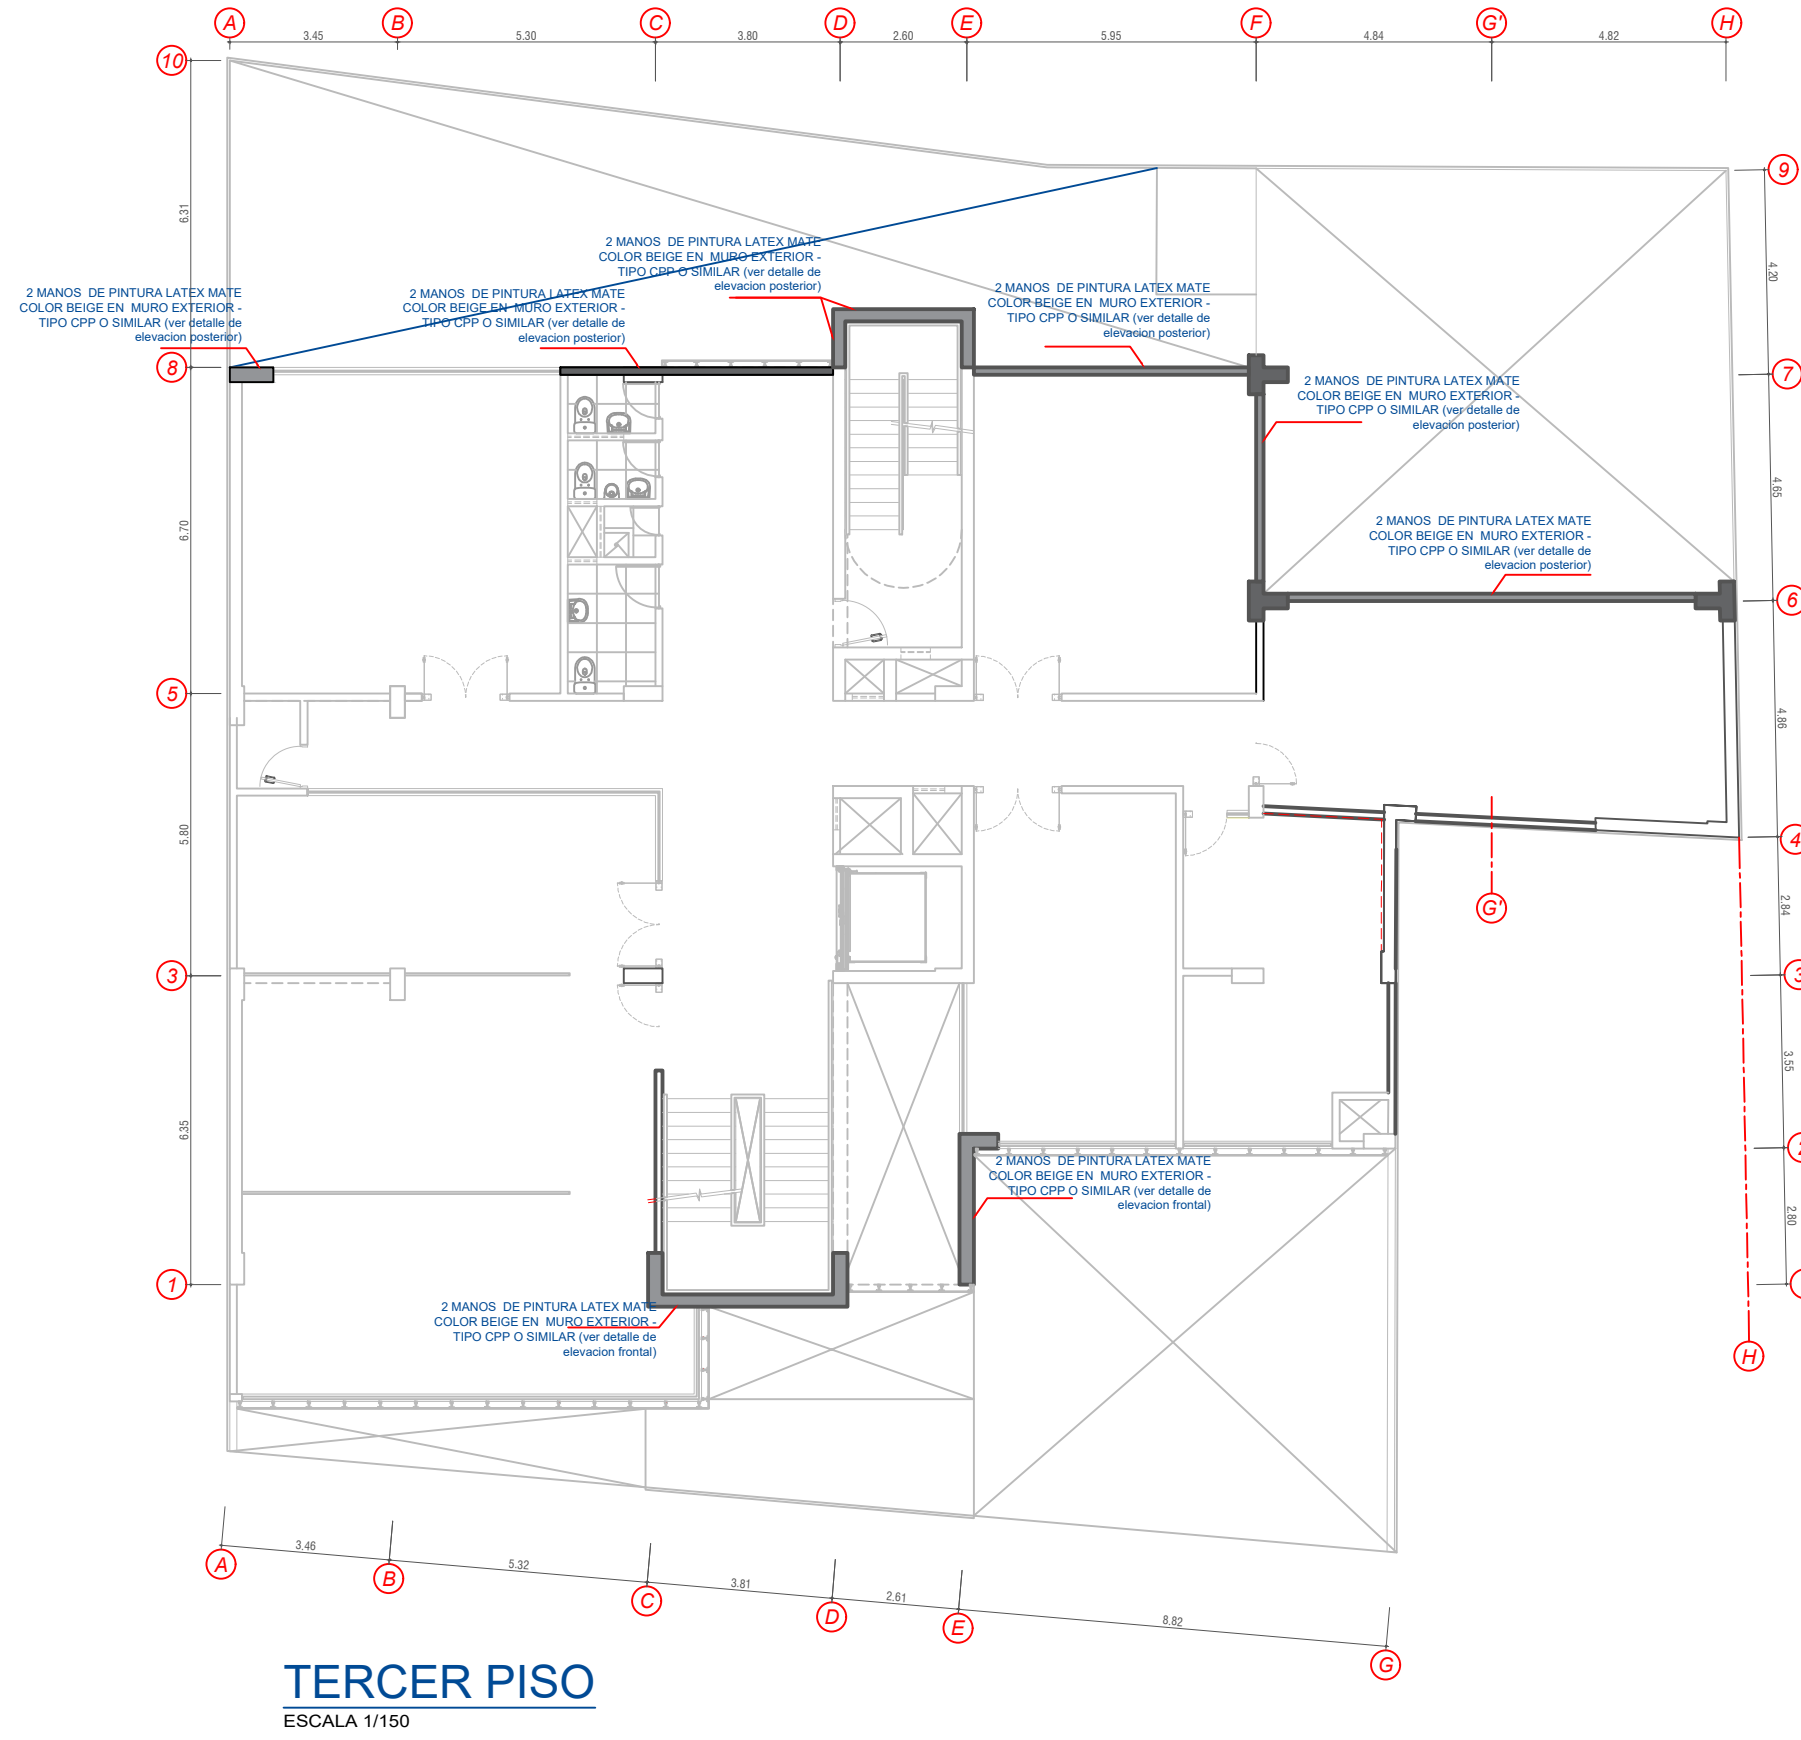 A B C D E F G' H
3.45 5.30 3.80 2.60 5.95 4.84 4.82
10
9
6.31
4.20
2 MANOS DE PINTURA LATEX MATE
COLOR BEIGE EN MURO EXTERIOR -
TIPO CPP O SIMILAR (ver detalle de
elevacion posterior)
2 MANOS DE PINTURA LATEX MATE
COLOR BEIGE EN MURO EXTERIOR -
TIPO CPP O SIMILAR (ver detalle de
elevacion posterior)
2 MANOS DE PINTURA LATEX MATE
COLOR BEIGE EN MURO EXTERIOR -
TIPO CPP O SIMILAR (ver detalle de
elevacion posterior)
2 MANOS DE PINTURA LATEX MATE
COLOR BEIGE EN MURO EXTERIOR -
TIPO CPP O SIMILAR (ver detalle de
elevacion posterior)
8
7
2 MANOS DE PINTURA LATEX MATE
COLOR BEIGE EN MURO EXTERIOR -
TIPO CPP O SIMILAR (ver detalle de
elevacion posterior)
4.65
6.70
2 MANOS DE PINTURA LATEX MATE
COLOR BEIGE EN MURO EXTERIOR -
TIPO CPP O SIMILAR (ver detalle de
elevacion posterior)
6
5
4.86
5.80
4
2.84
G'
3
3
3.55
6.35
2
2 MANOS DE PINTURA LATEX MATE
COLOR BEIGE EN MURO EXTERIOR -
TIPO CPP O SIMILAR (ver detalle de
elevacion frontal)
2.80
1
2 MANOS DE PINTURA LATEX MATE
COLOR BEIGE EN MURO EXTERIOR -
TIPO CPP O SIMILAR (ver detalle de
elevacion frontal)
H
3.46 5.32 3.81 2.61 8.82
A B C D E G
TERCER PISO
ESCALA 1/150